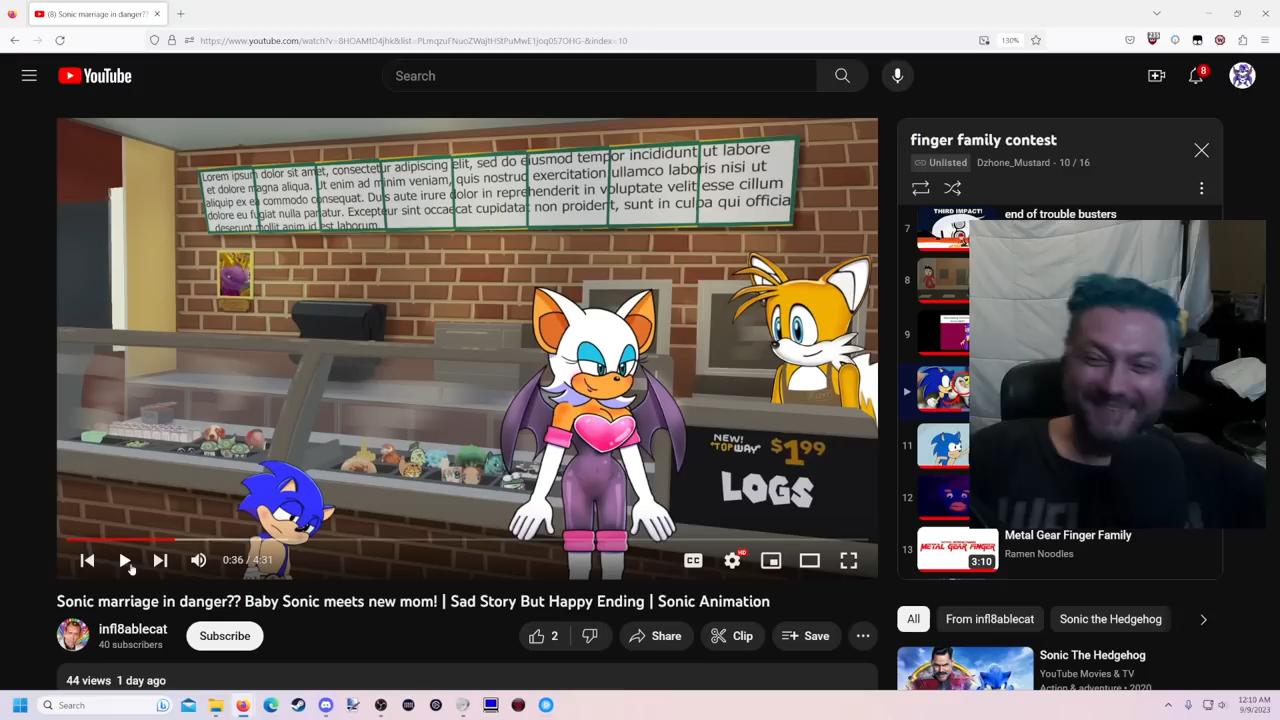 (8) Sonic marriage in danger??
https://www.youtube.com/watch?v=8HOAMtD4jhk&list=PLmqzuFNuoZWajtHStPuMwE1joq057OHG-&index=10
130%
235
YouTube
Search
8
Lorem ipsum dolor sit amet, consectetur adipiscing elit, sed do eiusmod tempor incididunt ut labore
et dolore magna aliqua. Ut enim ad minim veniam, quis nostrud exercitation ullamco laboris nisi ut
aliquip ex ea commodo consequat. Duis aute irure dolor in reprehenderit in voluptate velit esse cillum
dolore eu fugiat nulla pariatur. Excepteur sint occaecat cupidatat non proident, sunt in culpa qui officia
deserunt mollit anim id est laborum.
NEW! TOPWAY $1.99
LOGS
0:36 / 4:31
CC
HD
Sonic marriage in danger?? Baby Sonic meets new mom! | Sad Story But Happy Ending | Sonic Animation
infl8ablecat
40 subscribers
Subscribe
2
Share
Clip
Save
44 views 1 day ago
finger family contest
Unlisted
Dzhone_Mustard - 10 / 16
7
THIRD IMPACT!
end of trouble busters
8
9
11
12
13
METAL GEAR FINGER
3:10
Metal Gear Finger Family
Ramen Noodles
All
From infl8ablecat
Sonic the Hedgehog
Sonic The Hedgehog
YouTube Movies & TV
Action & adventure • 2020
Search
12:10 AM
9/9/2023